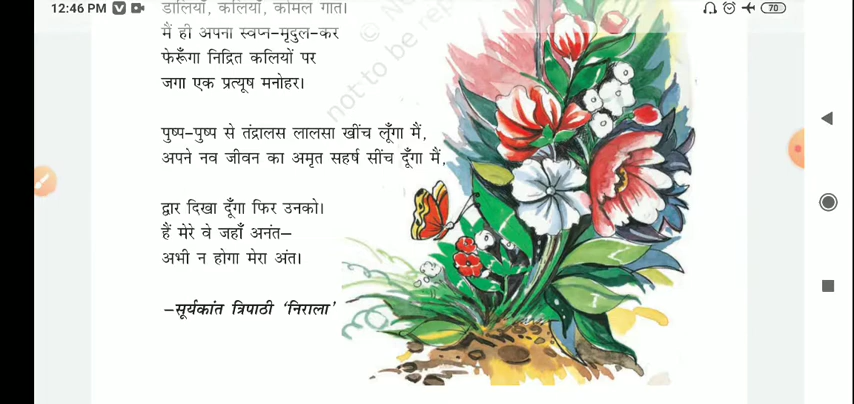 12:46 PM
70
डालियाँ, कलियाँ, कोमल गात।
मैं ही अपना स्वप्न-मृदुल-कर
फेरूँगा निद्रित कलियों पर
जगा एक प्रत्यूष मनोहर।
पुष्प-पुष्प से तंद्रालस लालसा खींच लूँगा मैं,
अपने नव जीवन का अमृत सहर्ष सींच दूँगा मैं,
द्वार दिखा दूँगा फिर उनको।
हैं मेरे वे जहाँ अनंत–
अभी न होगा मेरा अंत।
–सूर्यकांत त्रिपाठी ‘निराला’
not to be rep